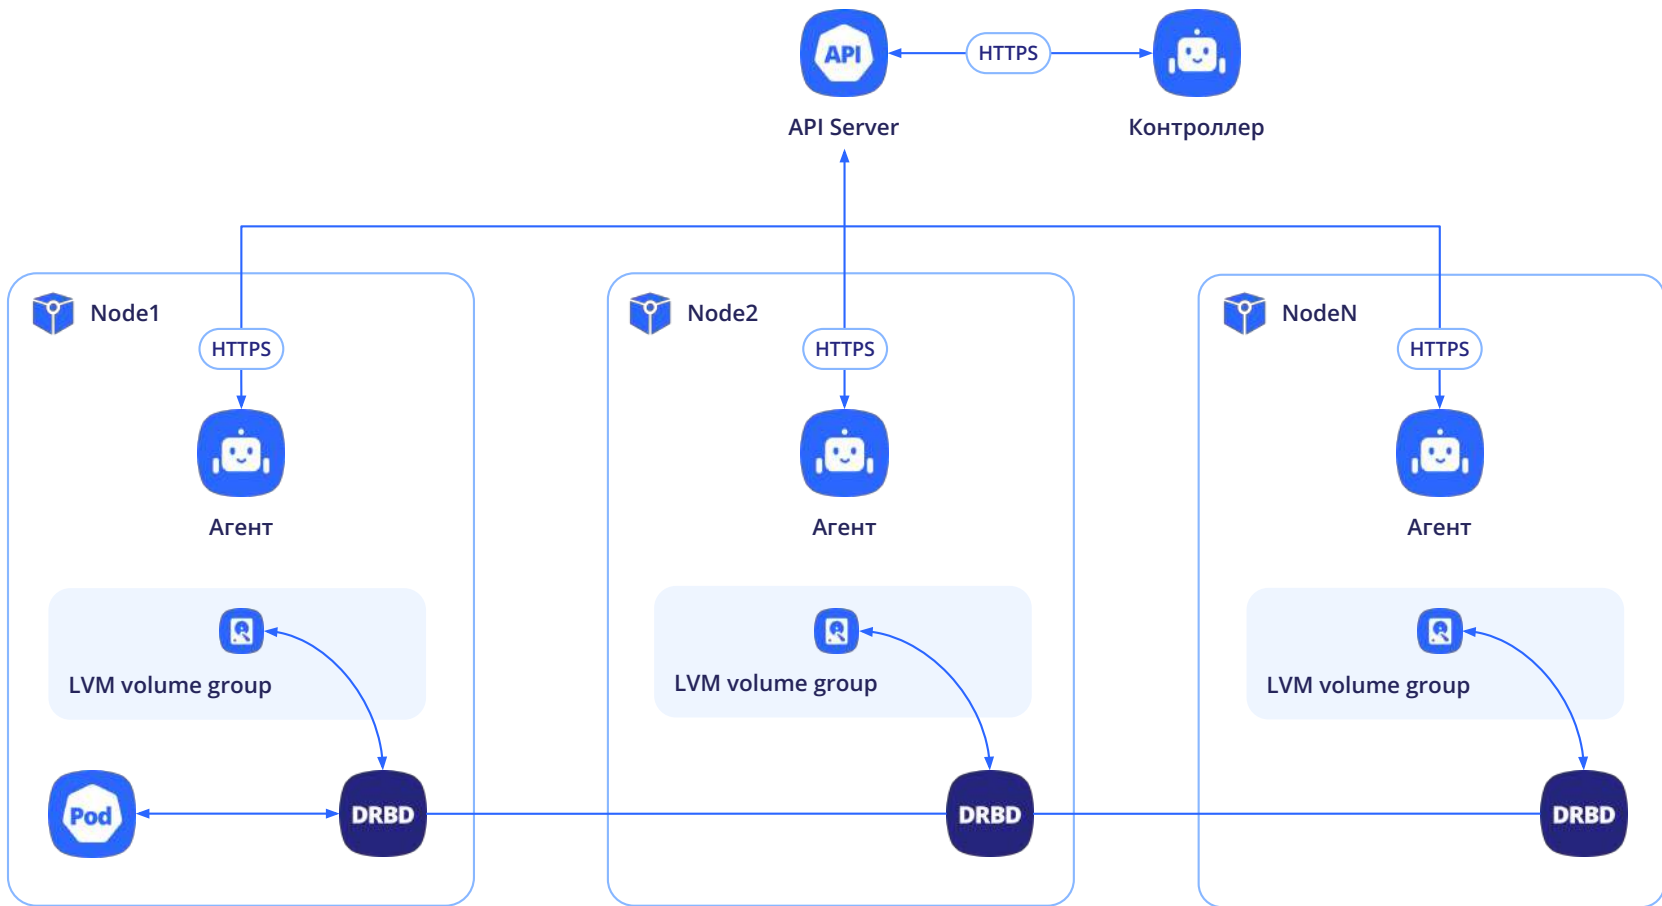 API
HTTPS
API Server
Контроллер
Node1
Node2
NodeN
HTTPS
HTTPS
HTTPS
Агент
Агент
Агент
LVM volume group
LVM volume group
LVM volume group
Pod
DRBD
DRBD
DRBD